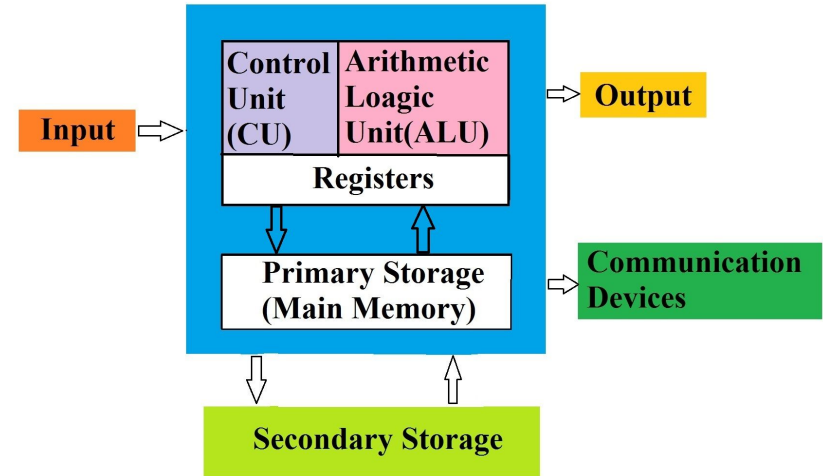 Input
Control
Unit
(CU)
Arithmetic
Loagic
Unit(ALU)
Registers
Primary Storage
(Main Memory)
Output
Communication
Devices
Secondary Storage